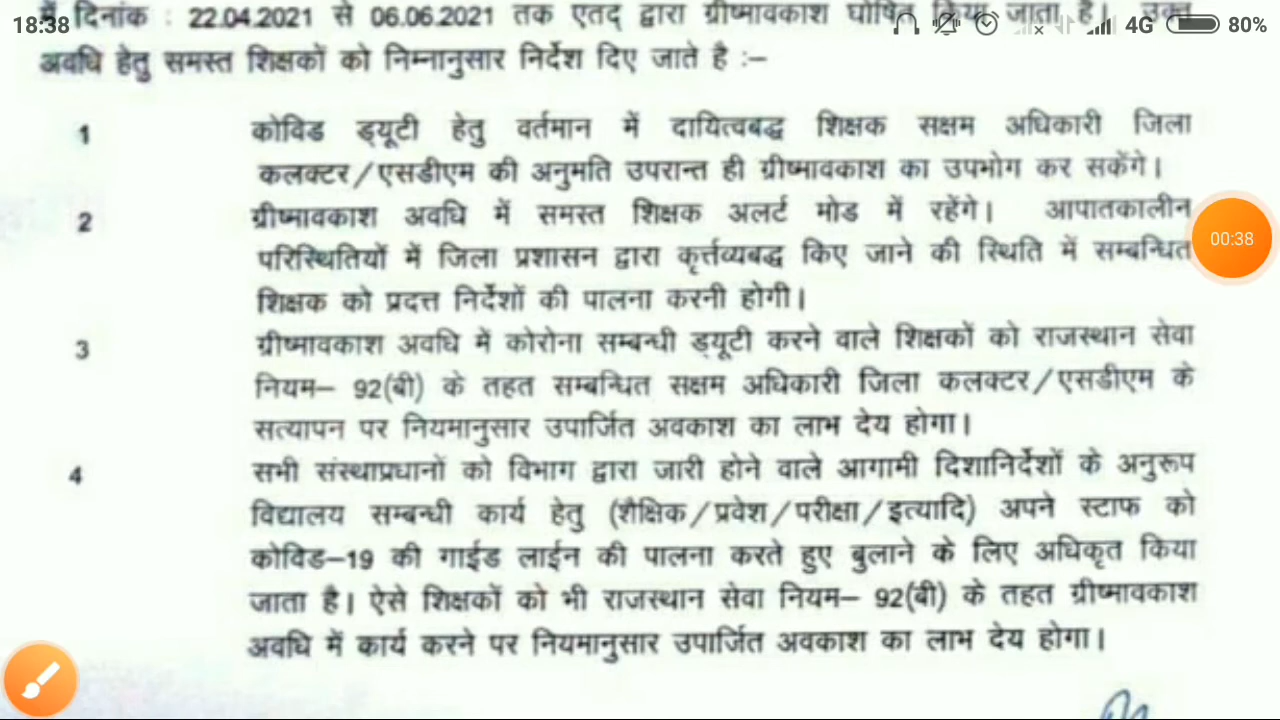 में दिनांक : 22.04.2021 से 06.06.2021 तक एतद् द्वारा ग्रीष्मावकाश घोषित किया जाता है। उक्त
18:38 4G 80%
अवधि हेतु समस्त शिक्षकों को निम्नानुसार निर्देश दिए जाते है :–
1 कोविड ड्यूटी हेतु वर्तमान में दायित्वबद्ध शिक्षक सक्षम अधिकारी जिला
कलक्टर/एसडीएम की अनुमति उपरान्त ही ग्रीष्मावकाश का उपभोग कर सकेंगे।
2 ग्रीष्मावकाश अवधि में समस्त शिक्षक अलर्ट मोड में रहेंगे। आपातकालीन
00:38
परिस्थितियों में जिला प्रशासन द्वारा कृर्त्तव्यबद्ध किए जाने की स्थिति में सम्बन्धित
शिक्षक को प्रदत्त निर्देशों की पालना करनी होगी।
3 ग्रीष्मावकाश अवधि में कोरोना सम्बन्धी ड्यूटी करने वाले शिक्षकों को राजस्थान सेवा
नियम– 92(बी) के तहत सम्बन्धित सक्षम अधिकारी जिला कलक्टर/एसडीएम के
सत्यापन पर नियमानुसार उपार्जित अवकाश का लाभ देय होगा।
4 सभी संस्थाप्रधानों को विभाग द्वारा जारी होने वाले आगामी दिशानिर्देशों के अनुरूप
विद्यालय सम्बन्धी कार्य हेतु (शैक्षिक/प्रवेश/परीक्षा/इत्यादि) अपने स्टाफ को
कोविड–19 की गाईड लाईन की पालना करते हुए बुलाने के लिए अधिकृत किया
जाता है। ऐसे शिक्षकों को भी राजस्थान सेवा नियम– 92(बी) के तहत ग्रीष्मावकाश
अवधि में कार्य करने पर नियमानुसार उपार्जित अवकाश का लाभ देय होगा।